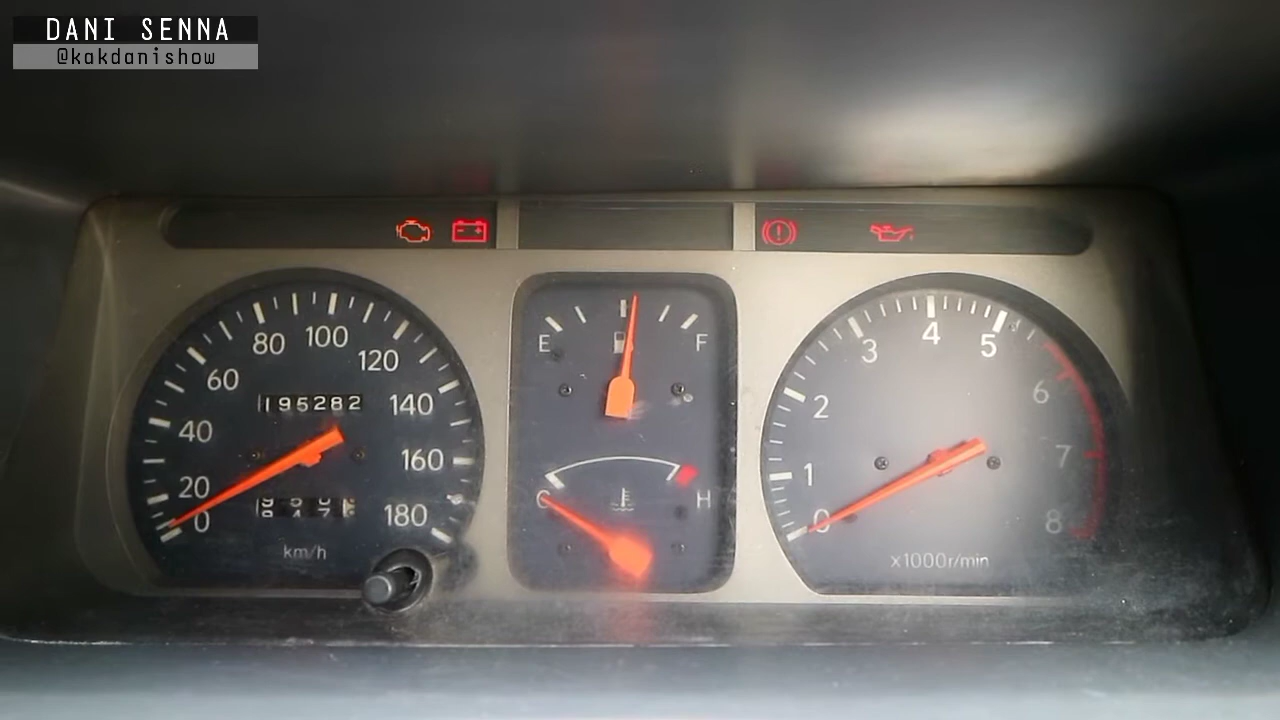 DANI SENNA
@kakdanishow
80 100 120
60 140
195282
40 160
20 180
0
km/h
E F
C H
4
3 5
2 6
1 7
0 8
x1000r/min